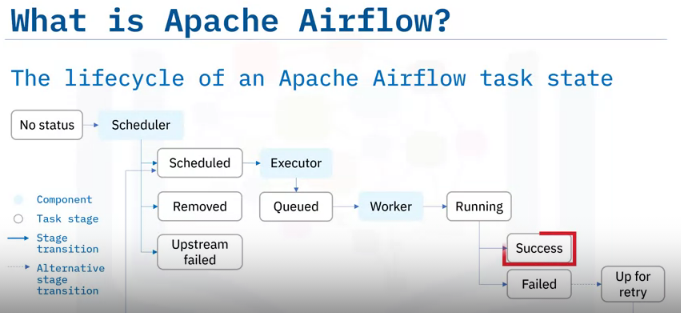 What is Apache Airflow?
The lifecycle of an Apache Airflow task state
No status
Scheduler
Scheduled
Executor
Removed
Queued
Worker
Running
Upstream
failed
Success
Failed
Up for
retry
Component
Task stage
Stage
transition
Alternative
stage
transition